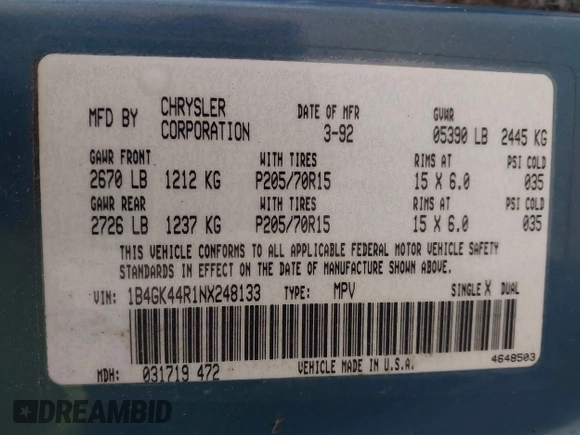 MFD BY CHRYSLER CORPORATION DATE OF MFR 3-92 GVWR 05390 LB 2445 KG
GAWR FRONT WITH TIRES RIMS AT PSI COLD
2670 LB 1212 KG P205/70R15 15 X 6.0 035
GAWR REAR WITH TIRES RIMS AT PSI COLD
2726 LB 1237 KG P205/70R15 15 X 6.0 035
THIS VEHICLE CONFORMS TO ALL APPLICABLE FEDERAL MOTOR VEHICLE SAFETY
STANDARDS IN EFFECT ON THE DATE OF MANUFACTURE SHOWN ABOVE.
VIN: 1B4GK44R1NX248133 TYPE: MPV SINGLE X DUAL
4648503
MDH: 031719 472 VEHICLE MADE IN U.S.A.
DREAMBID